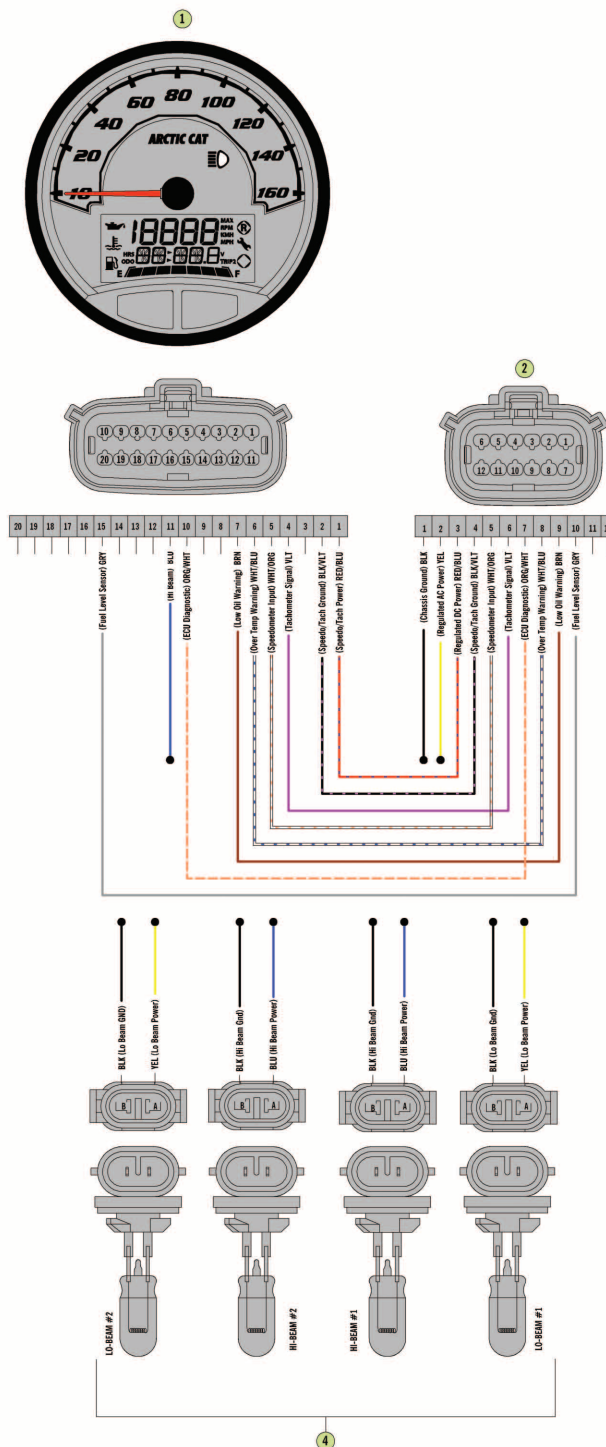 1
60 80 100
40 120
20 140
10 160
ARCTIC CAT
18888 MAX RPM KMH MPH R
HRS ODO 88:88.8 V TRIP2
E F
2
10 9 8 7 6 5 4 3 2 1
20 19 18 17 16 15 14 13 12 11
6 5 4 3 2 1
12 11 10 9 8 7
20 19 18 17 16 15 14 13 12 11 10 9 8 7 6 5 4 3 2 1
1 2 3 4 5 6 7 8 9 10 11
(Fuel Level Sensor) GRY
(Hi Beam) BLU
(ECU Diagnostic) ORG/WHT
(Low Oil Warning) BRN
(Over Temp Warning) WHT/BLU
(Speedometer Input) WHT/ORG
(Tachometer Signal) VLT
(Speedo/Tach Ground) BLK/VLT
(Speedo/Tach Power) RED/BLU
(Chassis Ground) BLK
(Regulated AC Power) YEL
(Regulated DC Power) RED/BLU
(Speedo/Tach Ground) BLK/VLT
(Speedometer Input) WHT/ORG
(Tachometer Signal) VLT
(ECU Diagnostic) ORG/WHT
(Over Temp Warning) WHT/BLU
(Low Oil Warning) BRN
(Fuel Level Sensor) GRY
BLK (Lo Beam GND)
YEL (Lo Beam Power)
BLK (Hi Beam Gnd)
BLU (Hi Beam Power)
BLK (Hi Beam Gnd)
BLU (Hi Beam Power)
BLK (Lo Beam Gnd)
YEL (Lo Beam Power)
B A
B A
B A
B A
LO-BEAM #2
HI-BEAM #2
HI-BEAM #1
LO-BEAM #1
4